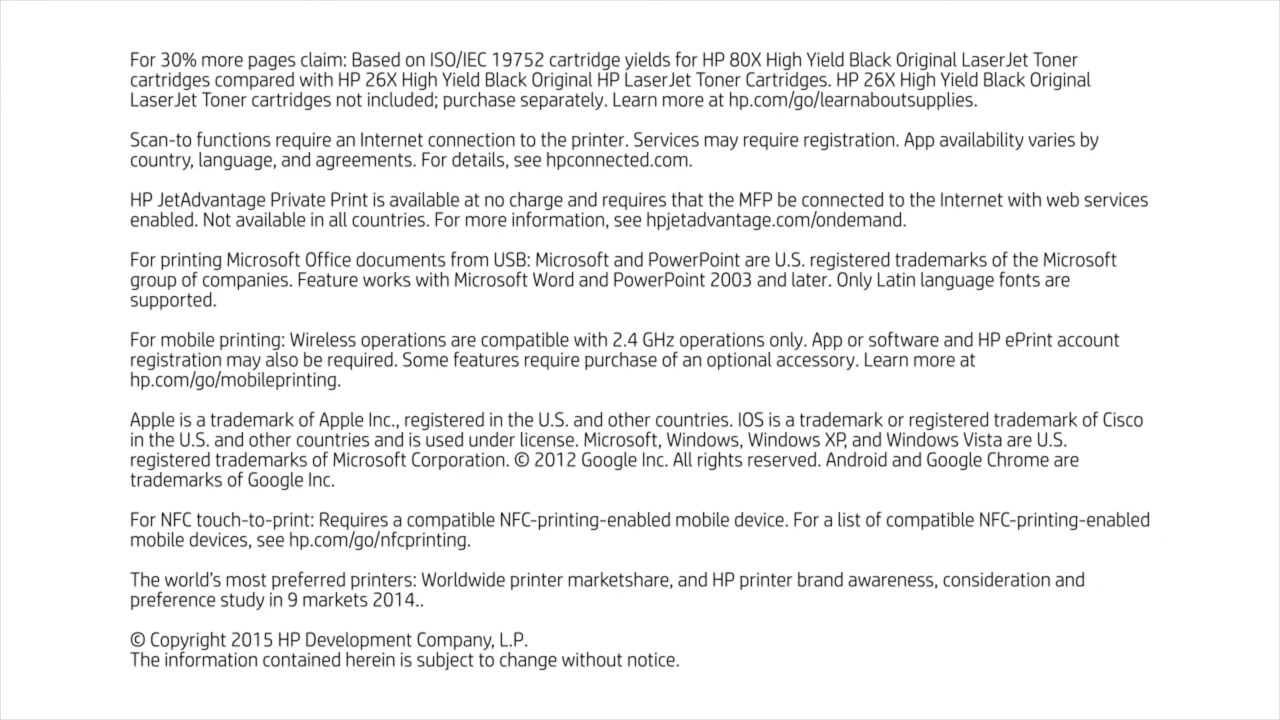 For 30% more pages claim: Based on ISO/IEC 19752 cartridge yields for HP 80X High Yield Black Original LaserJet Toner
cartridges compared with HP 26X High Yield Black Original HP LaserJet Toner Cartridges. HP 26X High Yield Black Original
LaserJet Toner cartridges not included; purchase separately. Learn more at hp.com/go/learnaboutsupplies.
Scan-to functions require an Internet connection to the printer. Services may require registration. App availability varies by
country, language, and agreements. For details, see hpconnected.com.
HP JetAdvantage Private Print is available at no charge and requires that the MFP be connected to the Internet with web services
enabled. Not available in all countries. For more information, see hpjetadvantage.com/ondemand.
For printing Microsoft Office documents from USB: Microsoft and PowerPoint are U.S. registered trademarks of the Microsoft
group of companies. Feature works with Microsoft Word and PowerPoint 2003 and later. Only Latin language fonts are
supported.
For mobile printing: Wireless operations are compatible with 2.4 GHz operations only. App or software and HP ePrint account
registration may also be required. Some features require purchase of an optional accessory. Learn more at
hp.com/go/mobileprinting.
Apple is a trademark of Apple Inc., registered in the U.S. and other countries. IOS is a trademark or registered trademark of Cisco
in the U.S. and other countries and is used under license. Microsoft, Windows, Windows XP, and Windows Vista are U.S.
registered trademarks of Microsoft Corporation. © 2012 Google Inc. All rights reserved. Android and Google Chrome are
trademarks of Google Inc.
For NFC touch-to-print: Requires a compatible NFC-printing-enabled mobile device. For a list of compatible NFC-printing-enabled
mobile devices, see hp.com/go/nfcprinting.
The world's most preferred printers: Worldwide printer marketshare, and HP printer brand awareness, consideration and
preference study in 9 markets 2014..
© Copyright 2015 HP Development Company, L.P.
The information contained herein is subject to change without notice.